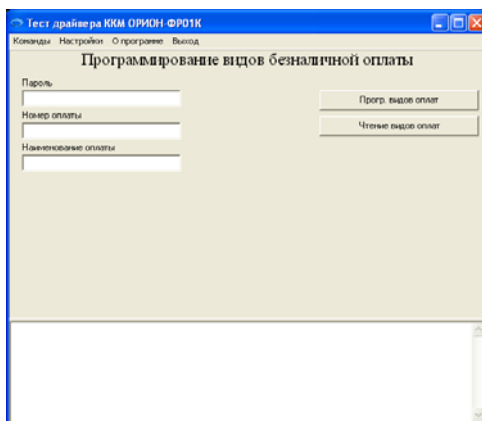 Тест драйвера ККМ ОРИОН-ФР01К
Команды Настройки О программе Выход
Программирование видов безналичной оплаты
Пароль
Прогр. видов оплат
Номер оплаты
Чтение видов оплат
Наименование оплаты